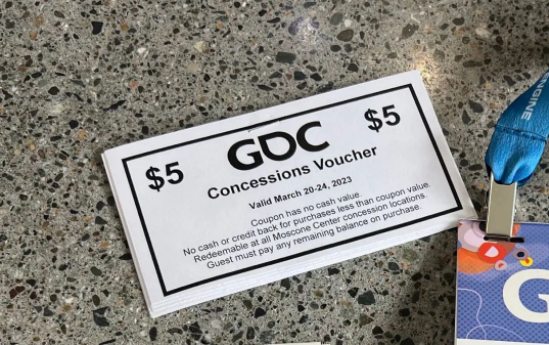 $5 GDC $5
Concessions Voucher
Valid March 20-24, 2023
Coupon has no cash value.
No cash or credit back for purchases less than coupon value.
Redeemable at all Moscone Center concession locations.
Guest must pay any remaining balance on purchase.
ENGINE
G